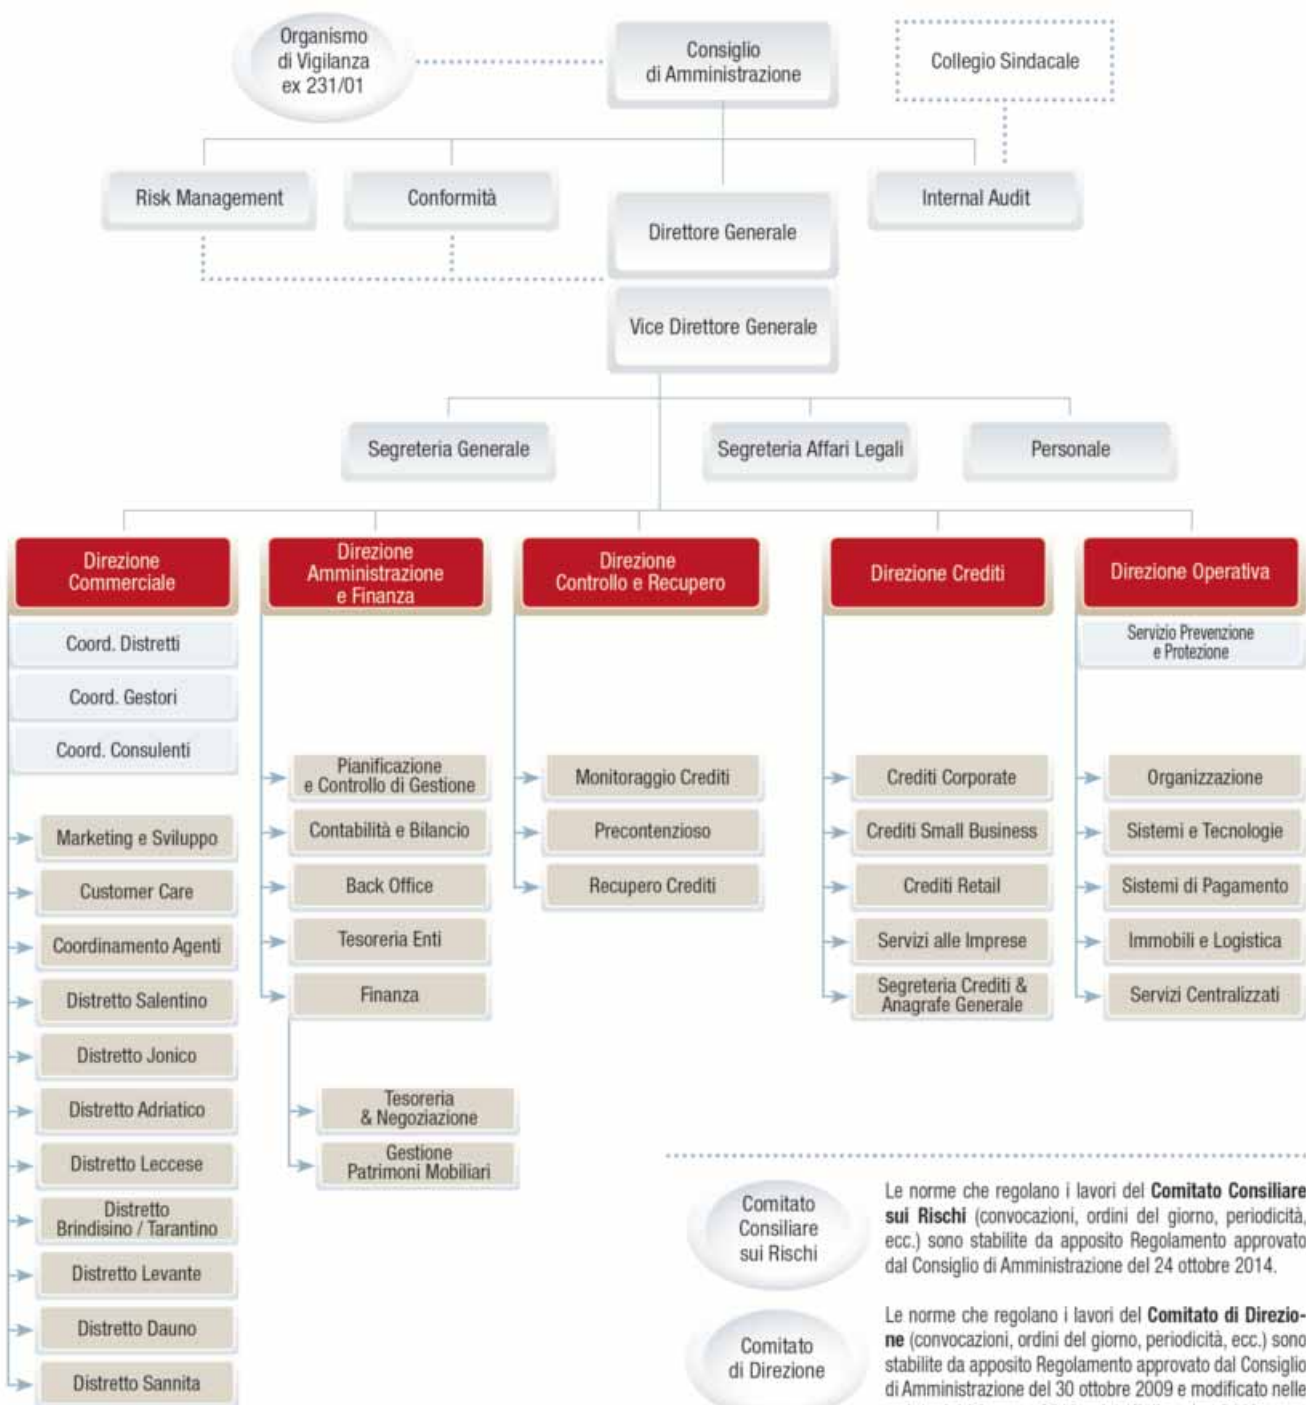 Organismo
di Vigilanza
ex 231/01
Consiglio
di Amministrazione
Collegio Sindacale
Risk Management
Conformità
Internal Audit
Direttore Generale
Vice Direttore Generale
Segreteria Generale
Segreteria Affari Legali
Personale
Direzione
Commerciale
Coord. Distretti
Coord. Gestori
Coord. Consulenti
Marketing e Sviluppo
Customer Care
Coordinamento Agenti
Distretto Salentino
Distretto Jonico
Distretto Adriatico
Distretto Leccese
Distretto
Brindisino / Tarantino
Distretto Levante
Distretto Dauno
Distretto Sannita
Direzione
Amministrazione
e Finanza
Pianificazione
e Controllo di Gestione
Contabilità e Bilancio
Back Office
Tesoreria Enti
Finanza
Tesoreria
& Negoziazione
Gestione
Patrimoni Mobiliari
Direzione
Controllo e Recupero
Monitoraggio Crediti
Precontenzioso
Recupero Crediti
Direzione Crediti
Crediti Corporate
Crediti Small Business
Crediti Retail
Servizi alle Imprese
Segreteria Crediti &
Anagrafe Generale
Direzione Operativa
Servizio Prevenzione
e Protezione
Organizzazione
Sistemi e Tecnologie
Sistemi di Pagamento
Immobili e Logistica
Servizi Centralizzati
Comitato
Consiliare
sui Rischi
Le norme che regolano i lavori del Comitato Consiliare
sui Rischi (convocazioni, ordini del giorno, periodicità,
ecc.) sono stabilite da apposito Regolamento approvato
dal Consiglio di Amministrazione del 24 ottobre 2014.
Comitato
di Direzione
Le norme che regolano i lavori del Comitato di Direzio-
ne (convocazioni, ordini del giorno, periodicità, ecc.) sono
stabilite da apposito Regolamento approvato dal Consiglio
di Amministrazione del 30 ottobre 2009 e modificato nelle